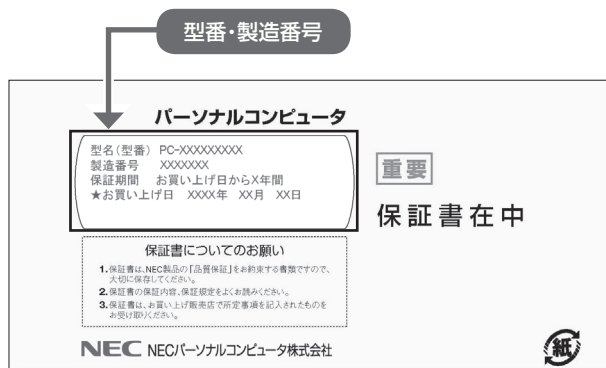 型番・製造番号
パーソナルコンピュータ
型名(型番) PC-XXXXXXXXX
製造番号 XXXXXXX
保証期間 お買い上げ日からX年間
★お買い上げ日 XXXX年 XX月 XX日
重要
保証書在中
保証書についてのお願い
1.保証書は、NEC製品の「品質保証」をお約束する書類ですので、
大切に保存してください。
2.保証書の保証内容、保証規定をよくお読みください。
3.保証書は、お買い上げ販売店で所定事項を記入されたものを
お受け取りください。
NEC NECパーソナルコンピュータ株式会社
紙